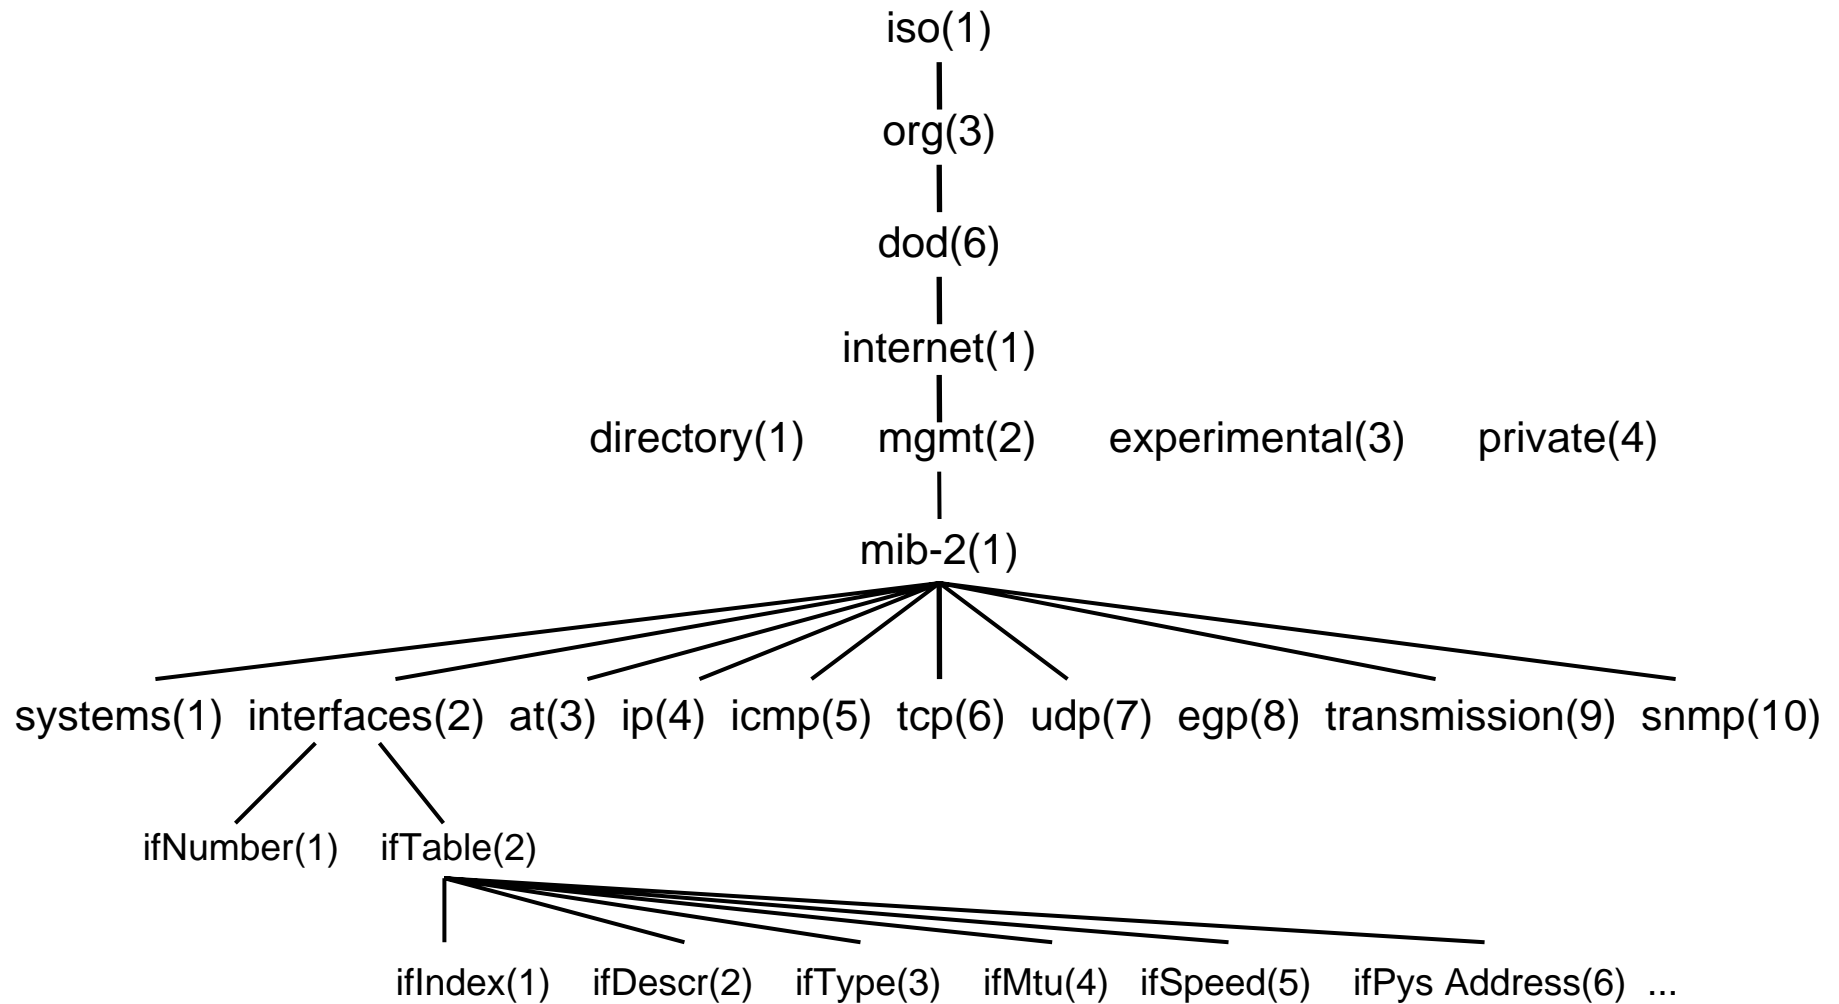 iso(1)
org(3)
dod(6)
internet(1)
directory(1) mgmt(2) experimental(3) private(4)
mib-2(1)
systems(1) interfaces(2) at(3) ip(4) icmp(5) tcp(6) udp(7) egp(8) transmission(9) snmp(10)
ifNumber(1) ifTable(2)
ifIndex(1) ifDescr(2) ifType(3) ifMtu(4) ifSpeed(5) ifPys Address(6) ...